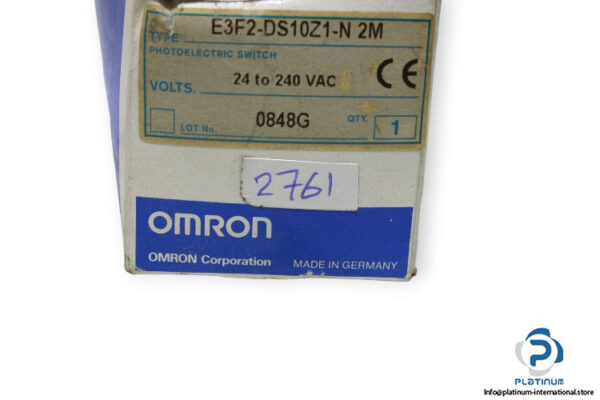 TYPE E3F2-DS10Z1-N 2M
PHOTOELECTRIC SWITCH
VOLTS. 24 to 240 VAC CE
LOT No. 0848G QTY. 1
2761
OMRON
OMRON Corporation MADE IN GERMANY
PLATINUM
Info@platinum-international.store